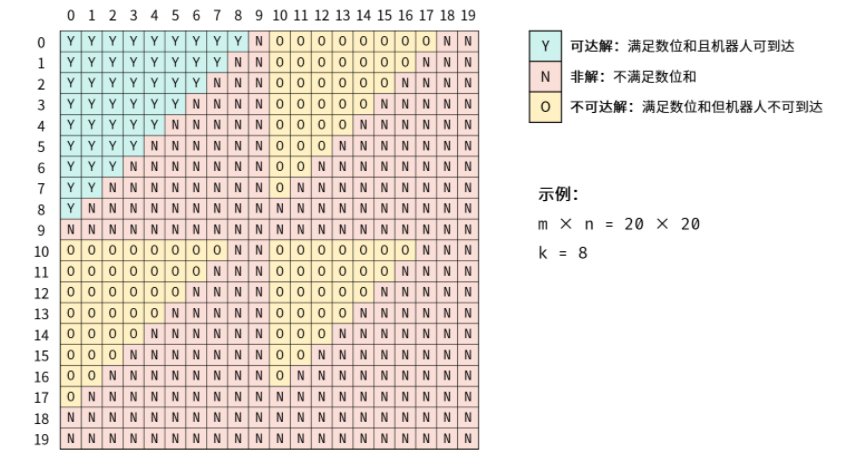 0 1 2 3 4 5 6 7 8 9 10 11 12 13 14 15 16 17 18 19
0 Y Y Y Y Y Y Y Y Y N O O O O O O O O N N
1 Y Y Y Y Y Y Y Y N N O O O O O O O N N N
2 Y Y Y Y Y Y Y N N N O O O O O O N N N N
3 Y Y Y Y Y Y N N N N O O O O O N N N N N
4 Y Y Y Y Y N N N N N O O O O N N N N N N
5 Y Y Y Y N N N N N N O O O N N N N N N N
6 Y Y Y N N N N N N N O O N N N N N N N N
7 Y Y N N N N N N N N O N N N N N N N N N
8 Y N N N N N N N N N N N N N N N N N N N
9 N N N N N N N N N N N N N N N N N N N N
10 O O O O O O O O N N O O O O O O O N N N
11 O O O O O O O N N N O O O O O O N N N N
12 O O O O O O N N N N O O O O O N N N N N
13 O O O O O N N N N N O O O O N N N N N N
14 O O O O N N N N N N O O O N N N N N N N
15 O O O N N N N N N N O O N N N N N N N N
16 O O N N N N N N N N O N N N N N N N N N
17 O N N N N N N N N N N N N N N N N N N N
18 N N N N N N N N N N N N N N N N N N N N
19 N N N N N N N N N N N N N N N N N N N N
Y 可达解：满足数位和且机器人可到达
N 非解：不满足数位和
O 不可达解：满足数位和但机器人不可到达
示例：
m × n = 20 × 20
k = 8